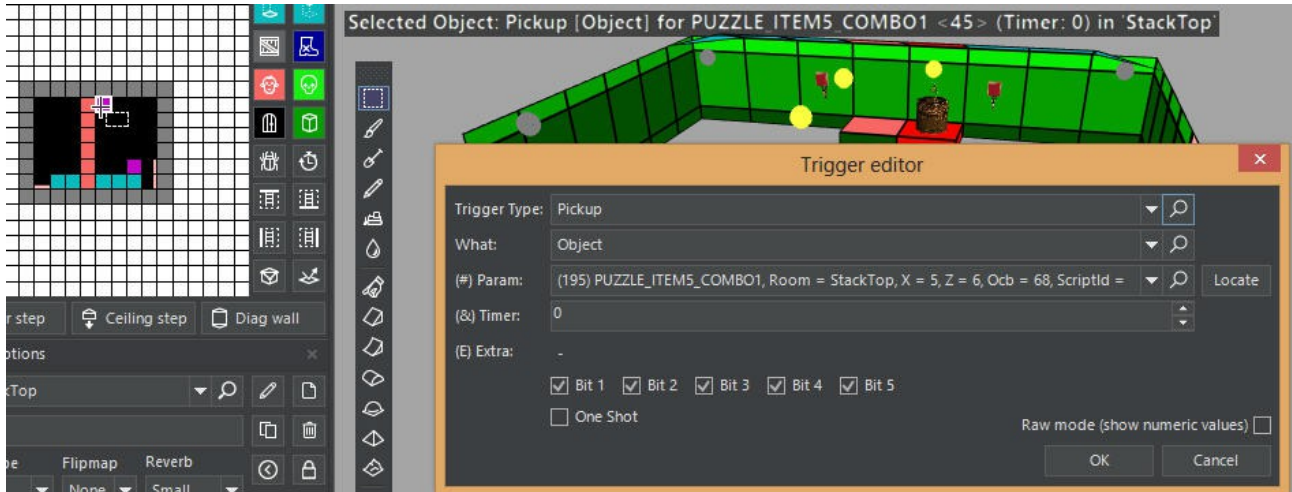 Selected Object: Pickup [Object] for PUZZLE_ITEM5_COMBO1 <45> (Timer: 0) in 'StackTop'
Trigger editor
Trigger Type: Pickup
What: Object
(#) Param: (195) PUZZLE_ITEM5_COMBO1, Room = StackTop, X = 5, Z = 6, Ocb = 68, ScriptId =
Locate
(&) Timer: 0
(E) Extra: -
Bit 1 Bit 2 Bit 3 Bit 4 Bit 5
One Shot
Raw mode (show numeric values)
OK Cancel
r step Ceiling step Diag wall
ptions
kTop
pe Flipmap Reverb
None Small